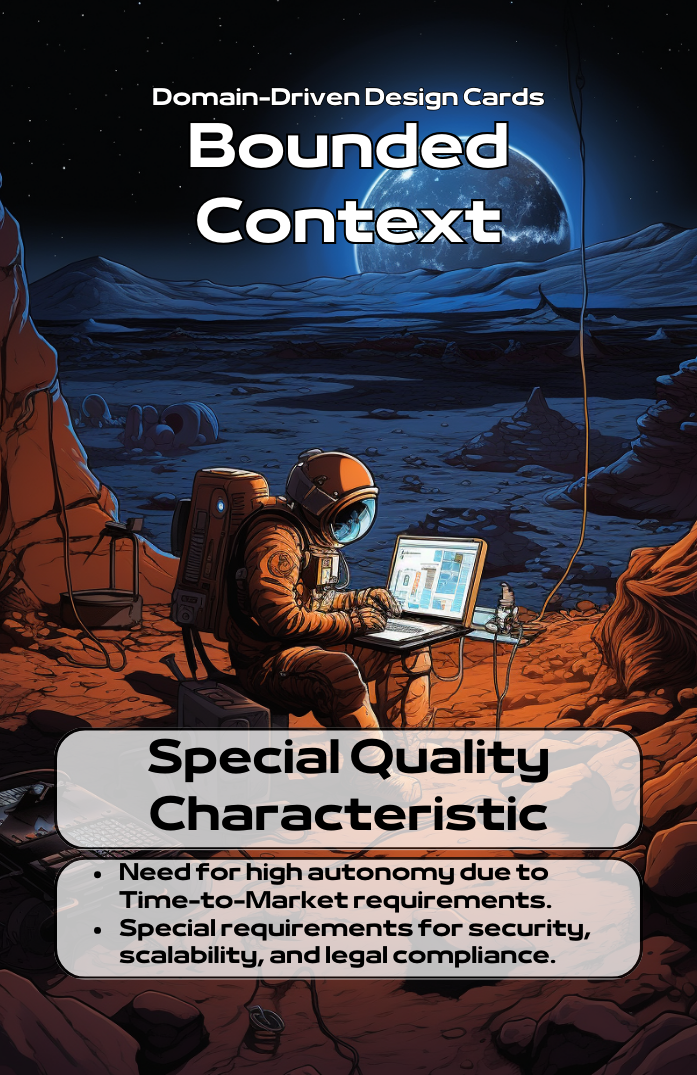 Domain-Driven Design Cards
Bounded
Context
Special Quality
Characteristic
• Need for high autonomy due to
Time-to-Market requirements.
• Special requirements for security,
scalability, and legal compliance.